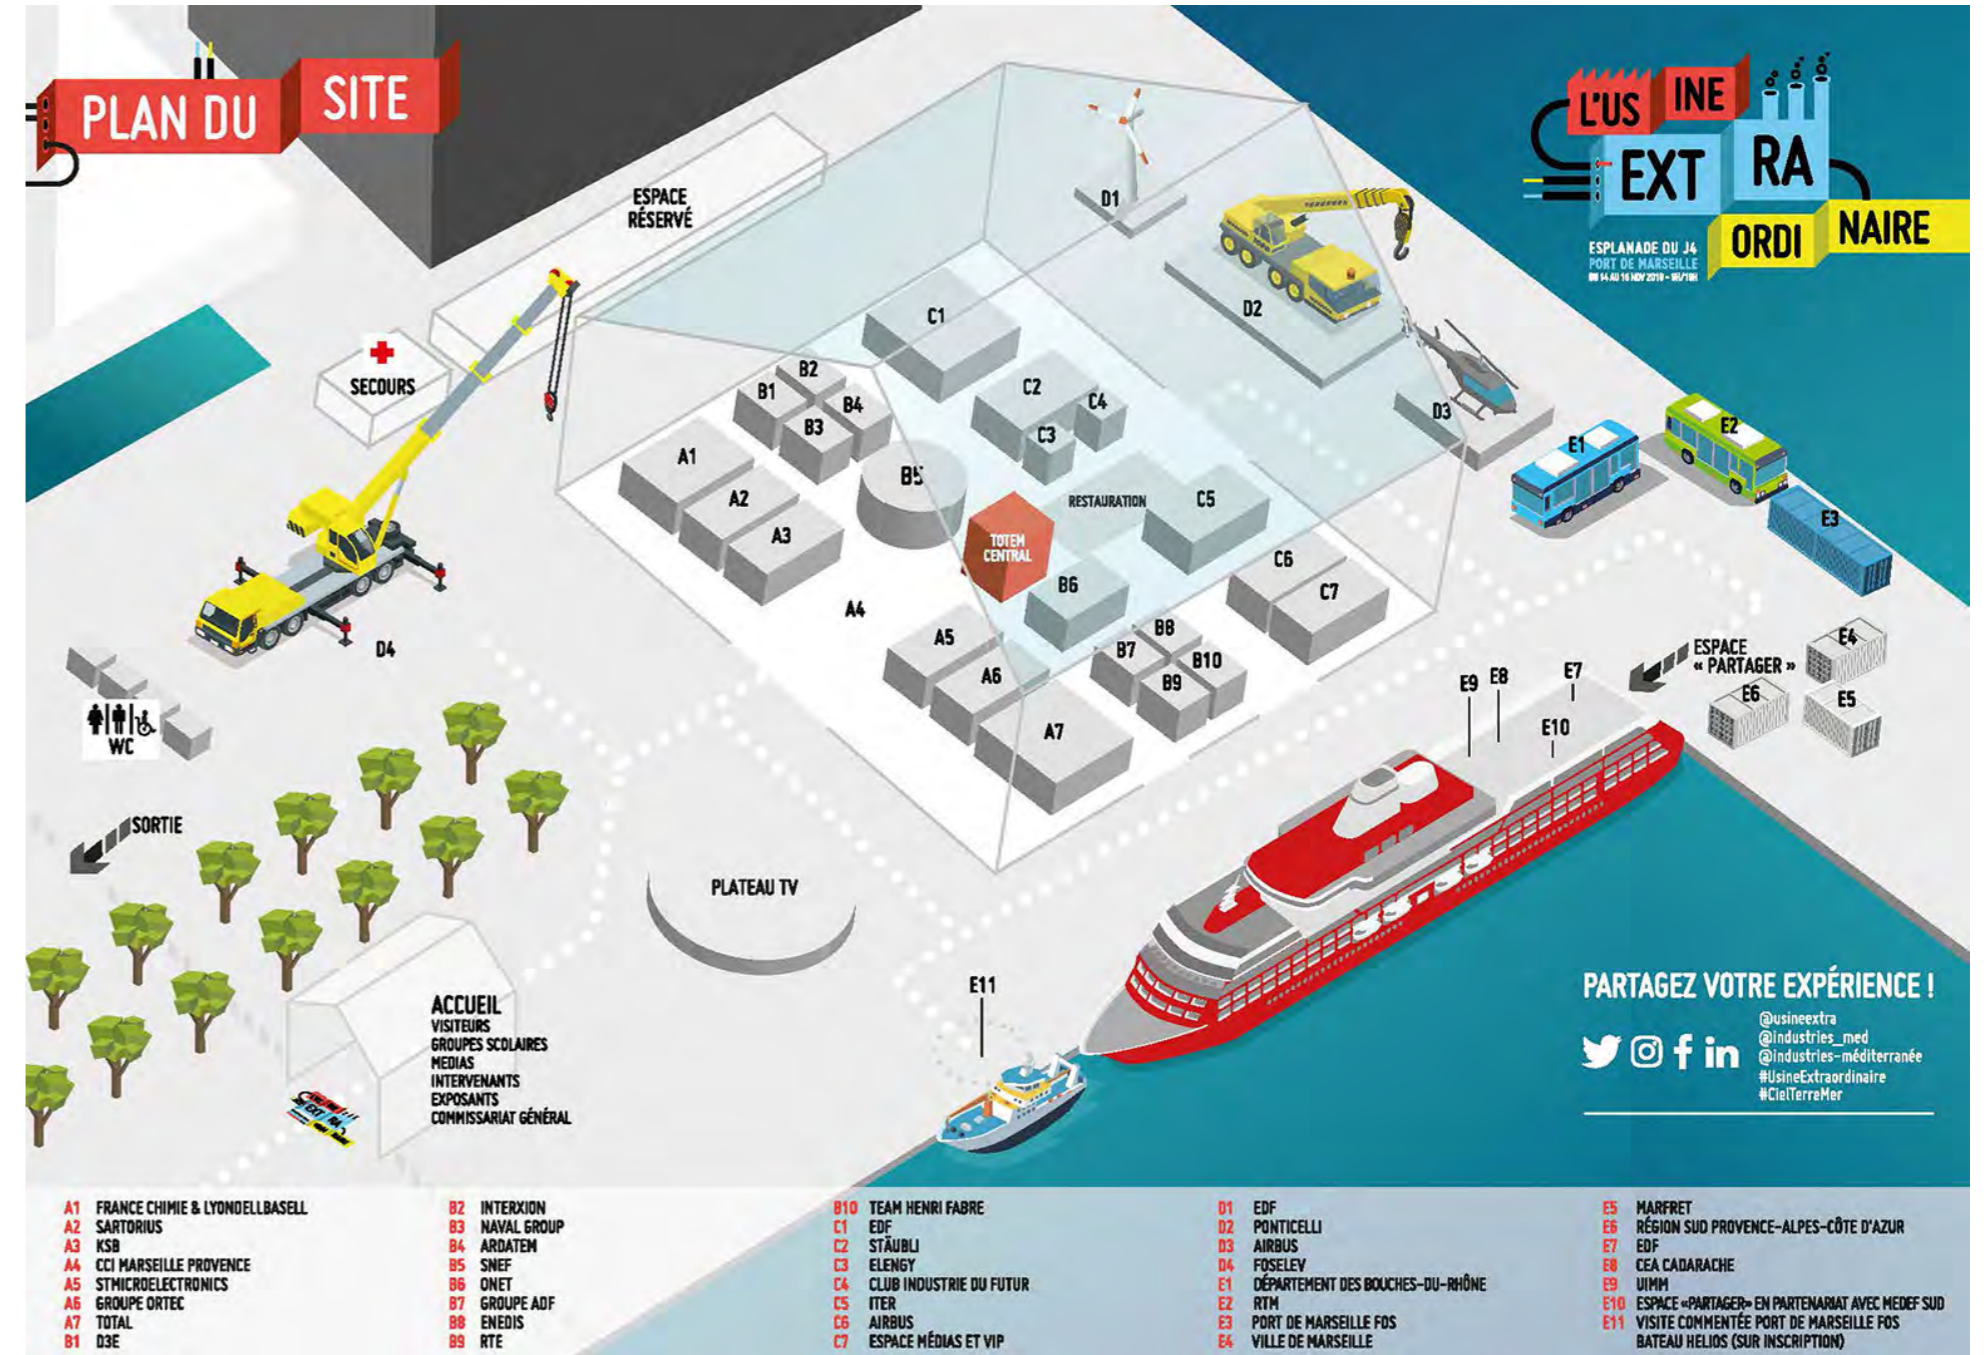 PLAN DU SITE
L'USINE
EXTRA
ORDINAIRE
ESPLANADE DU J4
PORT DE MARSEILLE
ESPACE
RÉSERVÉ
SECOURS
D1
D2
D3
D4
C1
C2
C3
C4
C5
C6
C7
B1
B2
B3
B4
B5
B6
B7
B8
B9
B10
A1
A2
A3
A4
A5
A6
A7
RESTAURATION
TOTEM
CENTRAL
E1
E2
E3
E4
E5
E6
E7
E8
E9
E10
E11
ESPACE
« PARTAGER »
WC
SORTIE
PLATEAU TV
ACCUEIL
VISITEURS
GROUPES SCOLAIRES
MEDIAS
INTERVENANTS
EXPOSANTS
COMMISSARIAT GÉNÉRAL
PARTAGEZ VOTRE EXPÉRIENCE !
@usineextra
@industries_med
@industries-méditerranée
#UsineExtraordinaire
#CielTerreMer
A1 FRANCE CHIMIE & LYONDELLBASELL
A2 SARTORIUS
A3 KSB
A4 CCI MARSEILLE PROVENCE
A5 STMICROELECTRONICS
A6 GROUPE ORTEC
A7 TOTAL
B1 D3E
B2 INTERXION
B3 NAVAL GROUP
B4 ARDATEM
B5 SNEF
B6 ONET
B7 GROUPE ADF
B8 ENEDIS
B9 RTE
B10 TEAM HENRI FABRE
C1 EDF
C2 STÄUBLI
C3 ELENGY
C4 CLUB INDUSTRIE DU FUTUR
C5 ITER
C6 AIRBUS
C7 ESPACE MÉDIAS ET VIP
D1 EDF
D2 PONTICELLI
D3 AIRBUS
D4 FOSELEV
E1 DÉPARTEMENT DES BOUCHES-DU-RHÔNE
E2 RTM
E3 PORT DE MARSEILLE FOS
E4 VILLE DE MARSEILLE
E5 MARFRET
E6 RÉGION SUD PROVENCE-ALPES-CÔTE D'AZUR
E7 EDF
E8 CEA CADARACHE
E9 UIMM
E10 ESPACE «PARTAGER» EN PARTENARIAT AVEC MEDEF SUD
E11 VISITE COMMENTÉE PORT DE MARSEILLE FOS
BATEAU HELIOS (SUR INSCRIPTION)